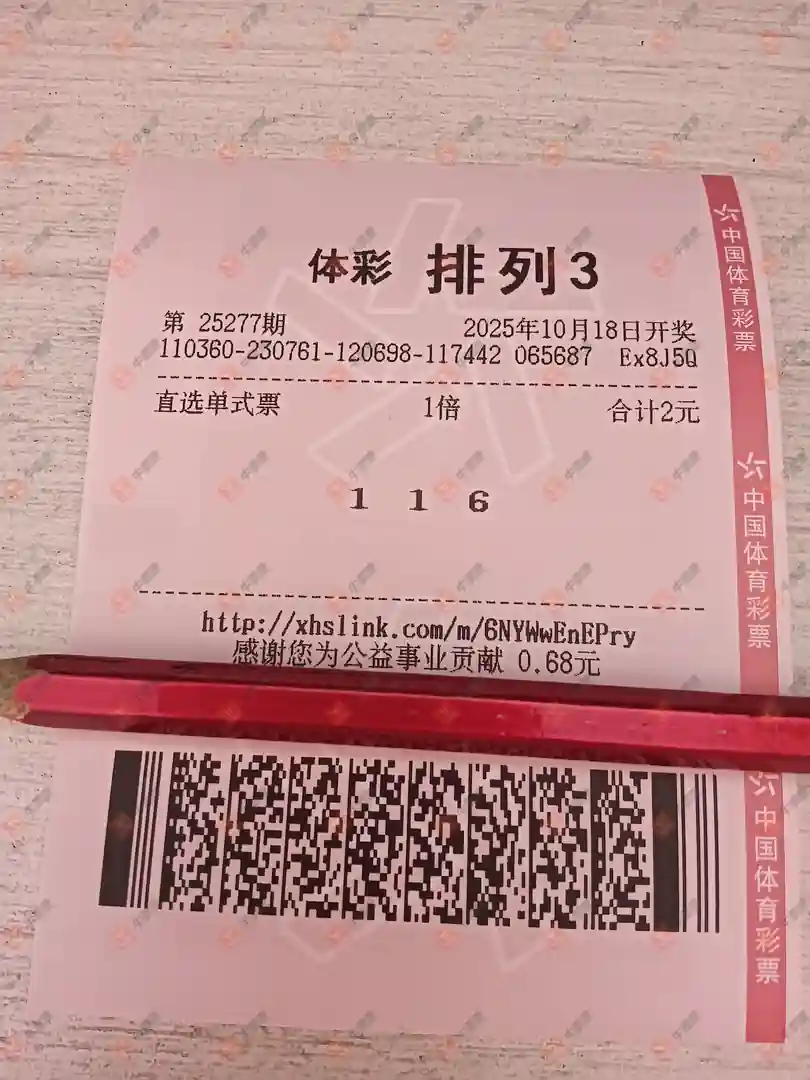 体彩 排列3
第 25277期 2025年10月18日开奖
110360-230761-120698-117442 065687 Ex8J5Q
直选单式票 1倍 合计2元
1 1 6
http://xhslink.com/m/6NYWwEnEPry
感谢您为公益事业贡献 0.68元
中国体育彩票
中国体育彩票
中国体育彩票